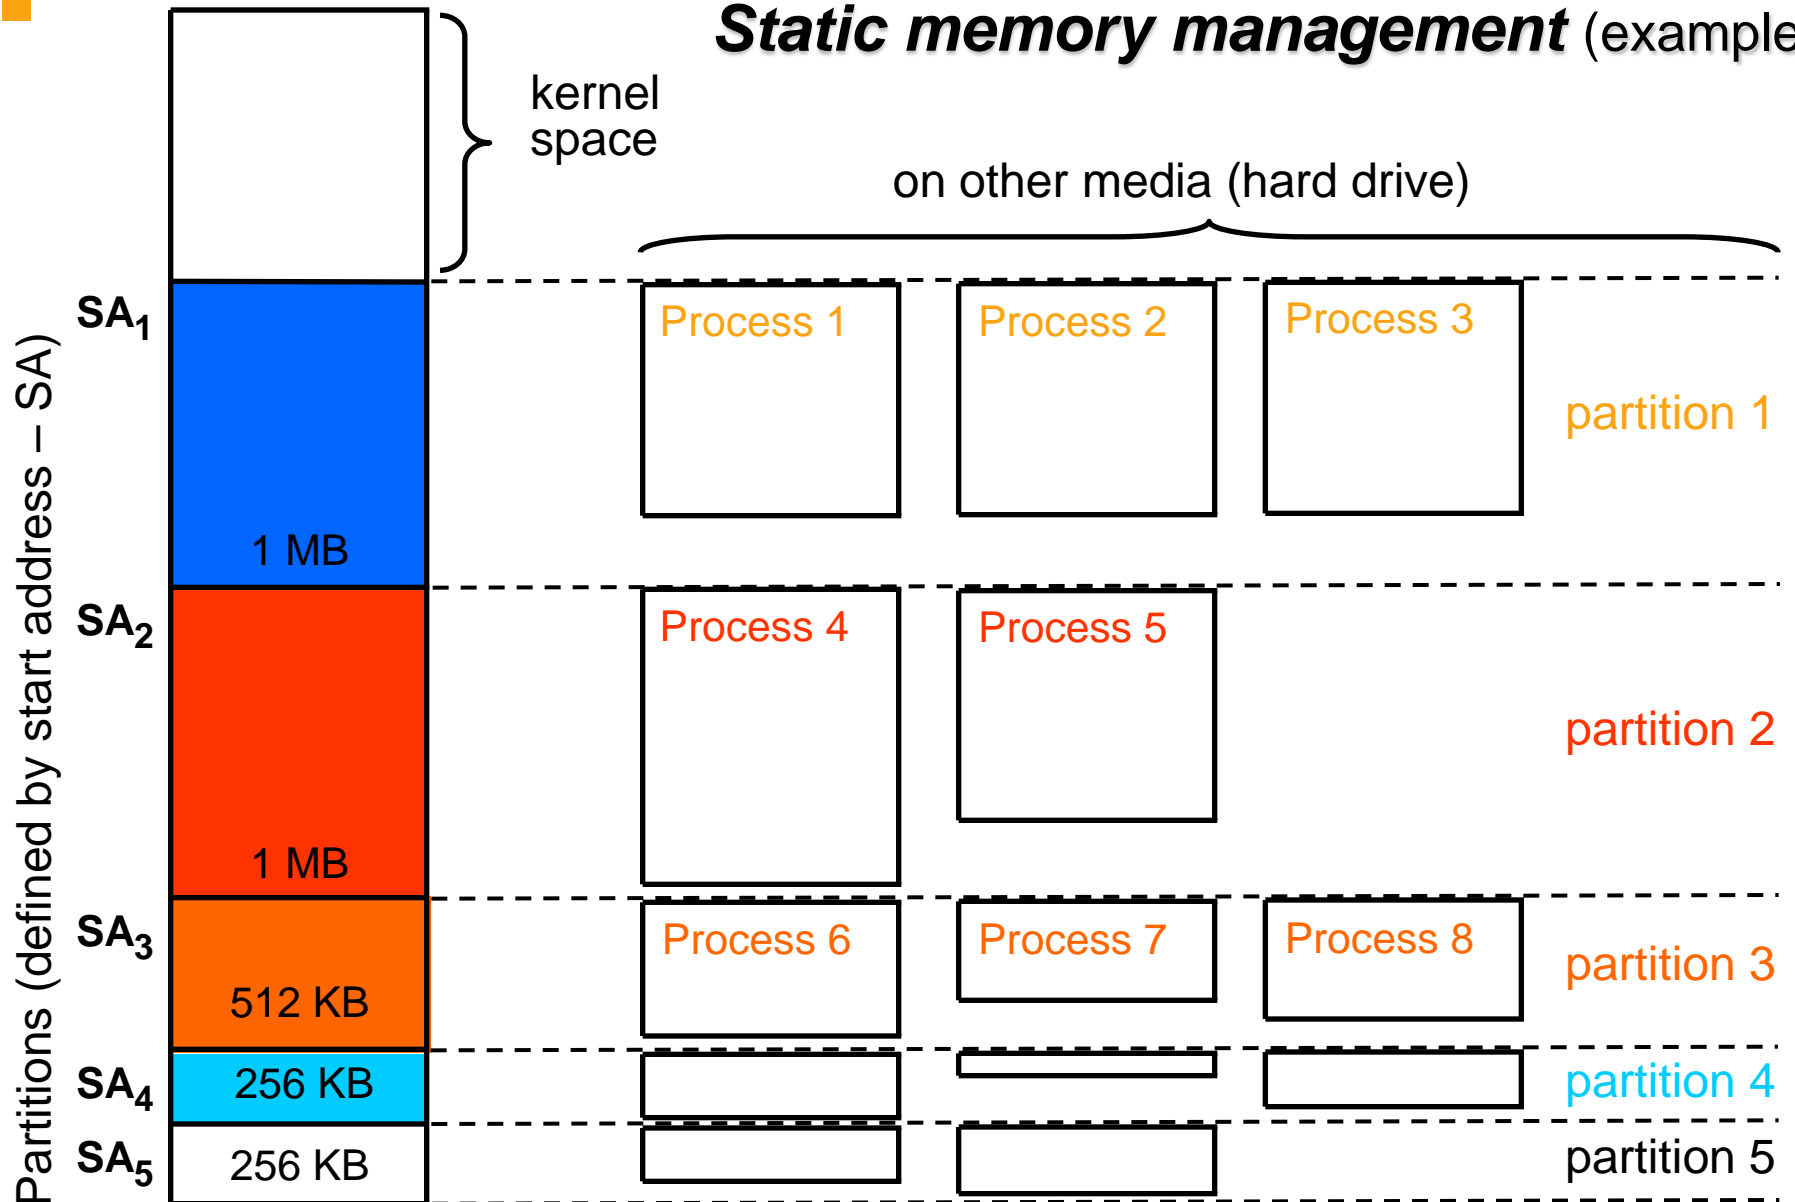 Static memory management (example
kernel
space
on other media (hard drive)
Partitions (defined by start address – SA)
SA1
1 MB
Process 1
Process 2
Process 3
partition 1
SA2
1 MB
Process 4
Process 5
partition 2
SA3
512 KB
Process 6
Process 7
Process 8
partition 3
SA4
256 KB
partition 4
SA5
256 KB
partition 5